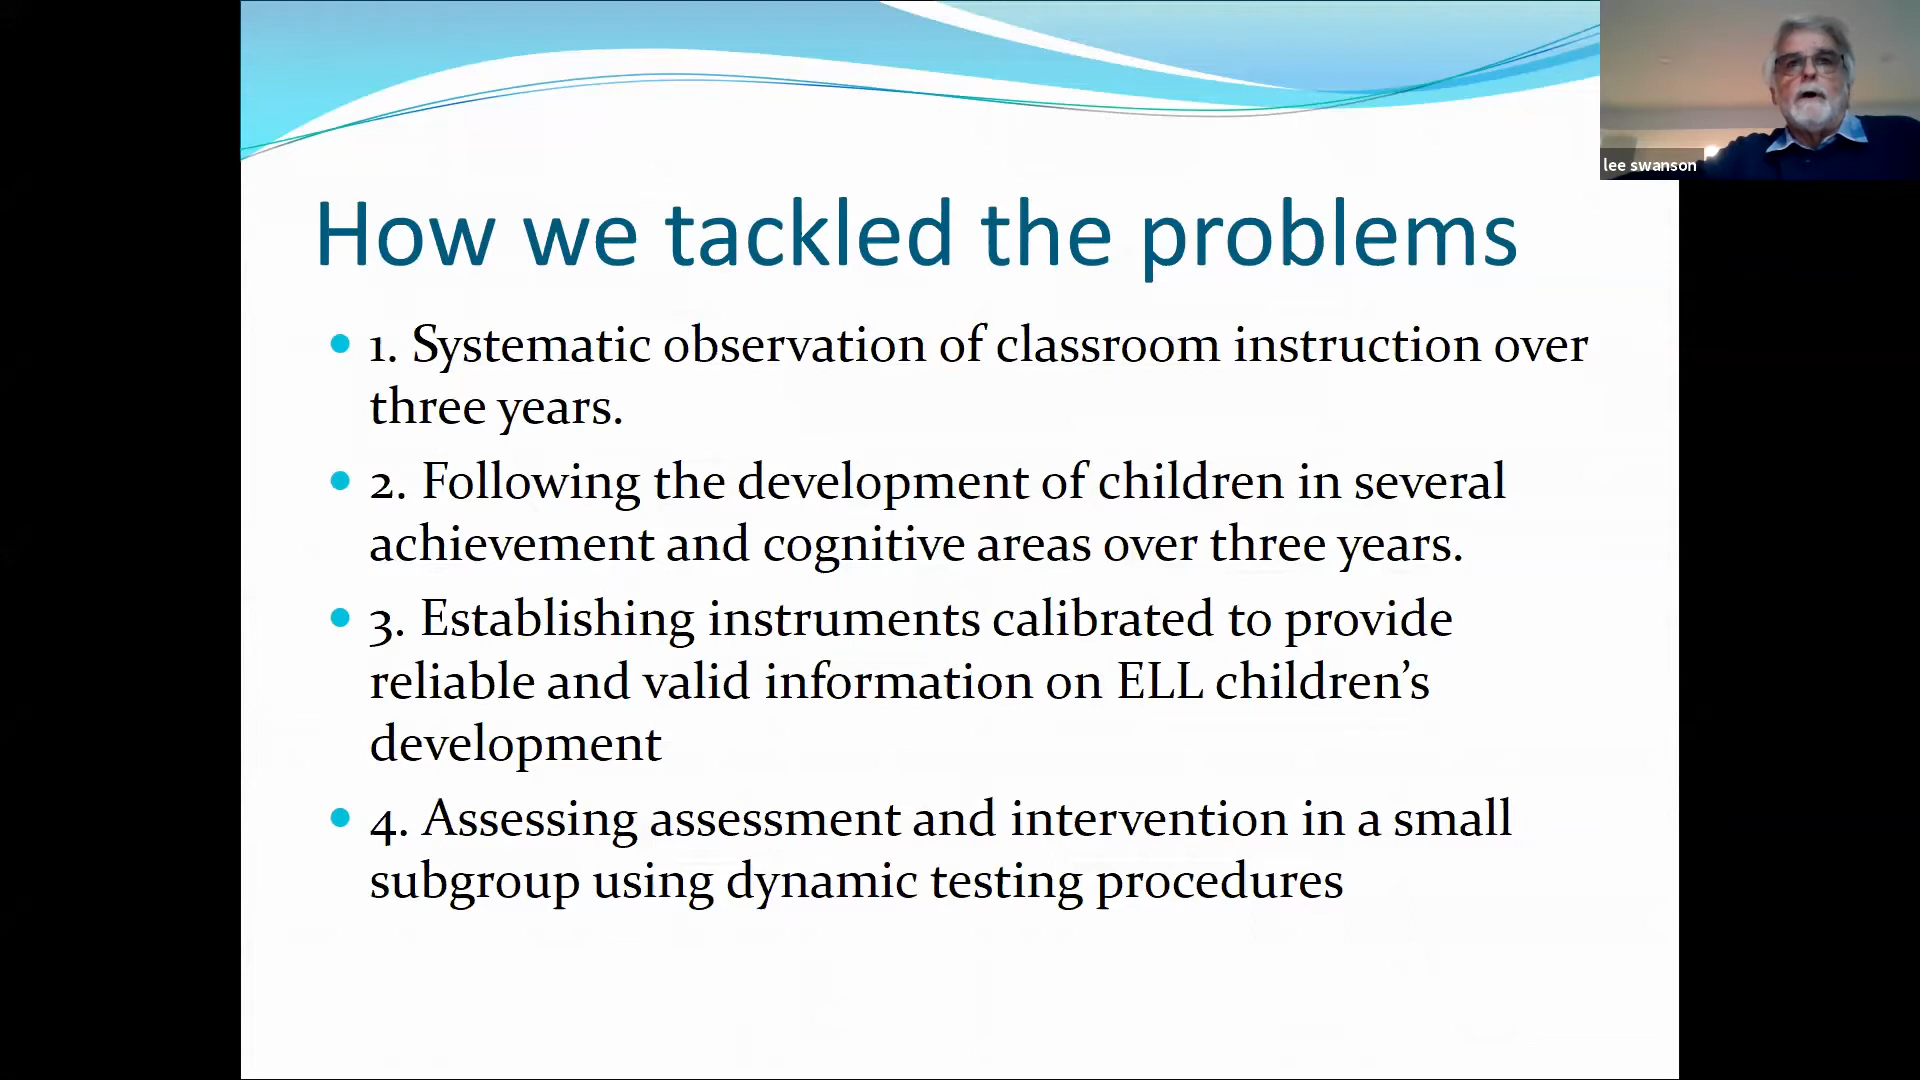 lee swanson
How we tackled the problems
1. Systematic observation of classroom instruction over
three years.
2. Following the development of children in several
achievement and cognitive areas over three years.
3. Establishing instruments calibrated to provide
reliable and valid information on ELL children’s
development
4. Assessing assessment and intervention in a small
subgroup using dynamic testing procedures